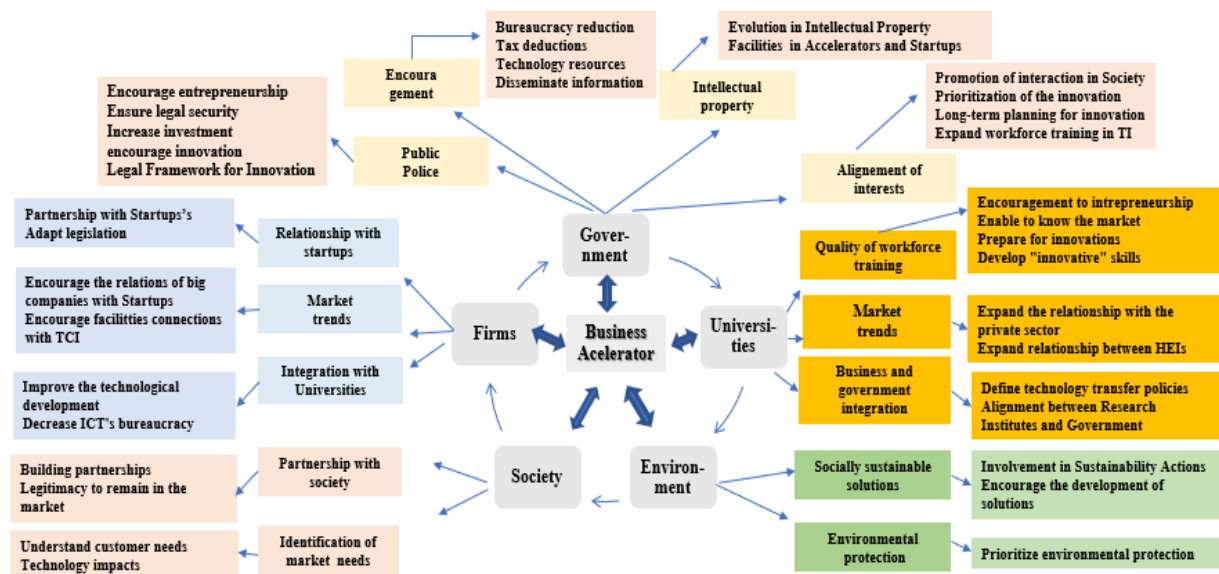 Bureaucracy reduction
Tax deductions
Technology resources
Disseminate information
Evolution in Intellectual Property
Facilities in Accelerators and Startups
Encoura
gement
Intellectual
property
Promotion of interaction in Society
Prioritization of the innovation
Long-term planning for innovation
Expand workforce training in TI
Encourage entrepreneurship
Ensure legal security
Increase investment
encourage innovation
Legal Framework for Innovation
Public
Police
Alignement of
interests
Partnership with Startups's
Adapt legislation
Relationship with
startups
Gover-
nment
Quality of workforce
training
Encouragement to intrepreneurship
Enable to know the market
Prepare for innovations
Develop "innovative" skills
Encourage the relations of big
companies with Startups
Encourage facilitties connections
with TCI
Market
trends
Firms
Business
Acelerator
Universi-
ties
Market
trends
Expand the relationship with the
private sector
Expand relationship between HEIs
Improve the technological
development
Decrease ICT's bureaucracy
Integration with
Universities
Business and
government
integration
Define technology transfer policies
Alignment between Research
Institutes and Government
Building partnerships
Legitimacy to remain in the
market
Partnership with
society
Society
Environ-
ment
Socially sustainable
solutions
Involvement in Sustainability Actions
Encourage the development of
solutions
Understand customer needs
Technology impacts
Identification of
market needs
Environmental
protection
Prioritize environmental protection